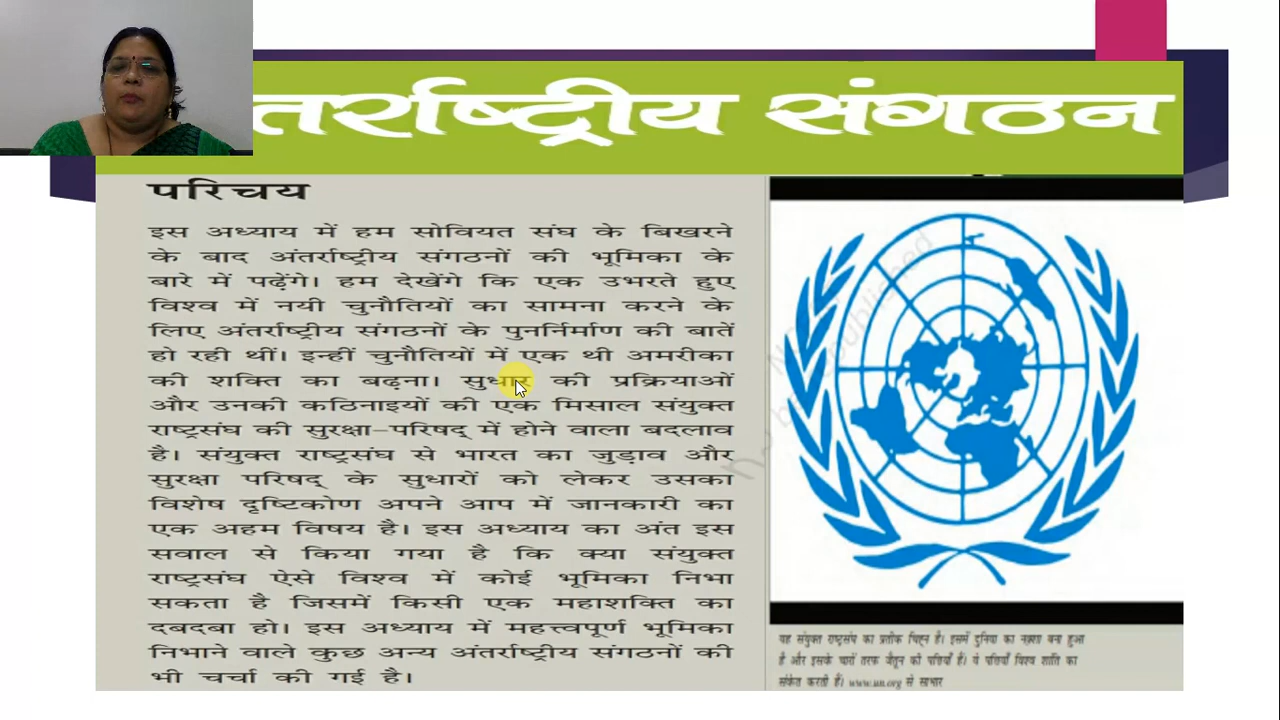 तर्राष्ट्रीय संगठन
परिचय
इस अध्याय में हम सोवियत संघ के बिखरने
के बाद अंतर्राष्ट्रीय संगठनों की भूमिका के
बारे में पढ़ेंगे। हम देखेंगे कि एक उभरते हुए
विश्व में नयी चुनौतियों का सामना करने के
लिए अंतर्राष्ट्रीय संगठनों के पुनर्निर्माण की बातें
हो रही थीं। इन्हीं चुनौतियों में एक थी अमरीका
की शक्ति का बढ़ना। सुधार की प्रक्रियाओं
और उनकी कठिनाइयों की एक मिसाल संयुक्त
राष्ट्रसंघ की सुरक्षा-परिषद् में होने वाला बदलाव
है। संयुक्त राष्ट्रसंघ से भारत का जुड़ाव और
सुरक्षा परिषद् के सुधारों को लेकर उसका
विशेष दृष्टिकोण अपने आप में जानकारी का
एक अहम विषय है। इस अध्याय का अंत इस
सवाल से किया गया है कि क्या संयुक्त
राष्ट्रसंघ ऐसे विश्व में कोई भूमिका निभा
सकता है जिसमें किसी एक महाशक्ति का
दबदबा हो। इस अध्याय में महत्त्वपूर्ण भूमिका
निभाने वाले कुछ अन्य अंतर्राष्ट्रीय संगठनों की
भी चर्चा की गई है।
यह संयुक्त राष्ट्रसंघ का प्रतीक चिह्न है। इसमें दुनिया का नक्शा बना हुआ
है और इसके चारों तरफ जैतून की पत्तियाँ हैं। ये पत्तियाँ विश्व शांति का
संकेत करती हैं। www.un.org से साभार